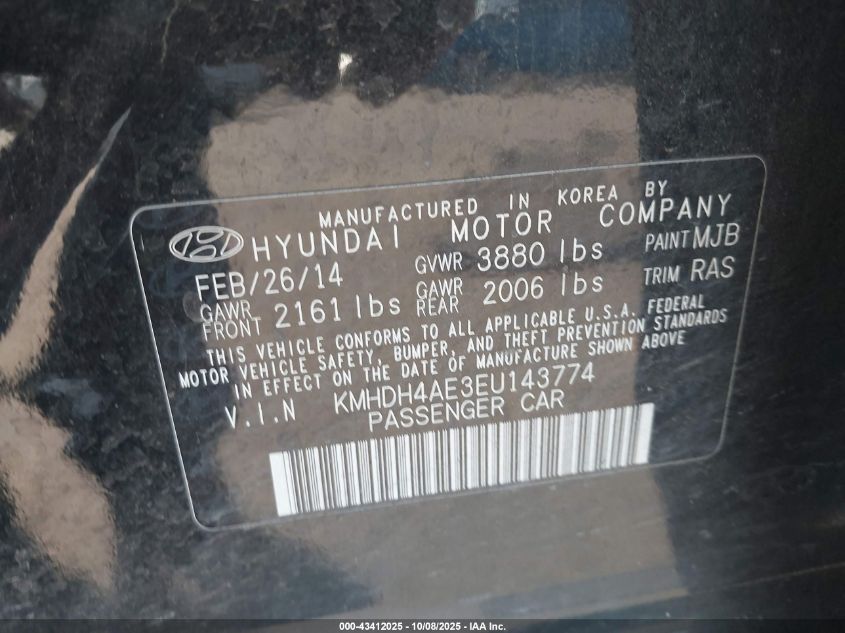 MANUFACTURED IN KOREA BY
HYUNDAI MOTOR COMPANY
FEB/26/14 GVWR 3880 lbs PAINT MJB
GAWR FRONT 2161 lbs GAWR REAR 2006 lbs TRIM RAS
THIS VEHICLE CONFORMS TO ALL APPLICABLE U.S.A. FEDERAL
MOTOR VEHICLE SAFETY, BUMPER, AND THEFT PREVENTION STANDARDS
IN EFFECT ON THE DATE OF MANUFACTURE SHOWN ABOVE
V.I.N KMHDH4AE3EU143774
PASSENGER CAR
000-43412025 - 10/08/2025 - IAA Inc.